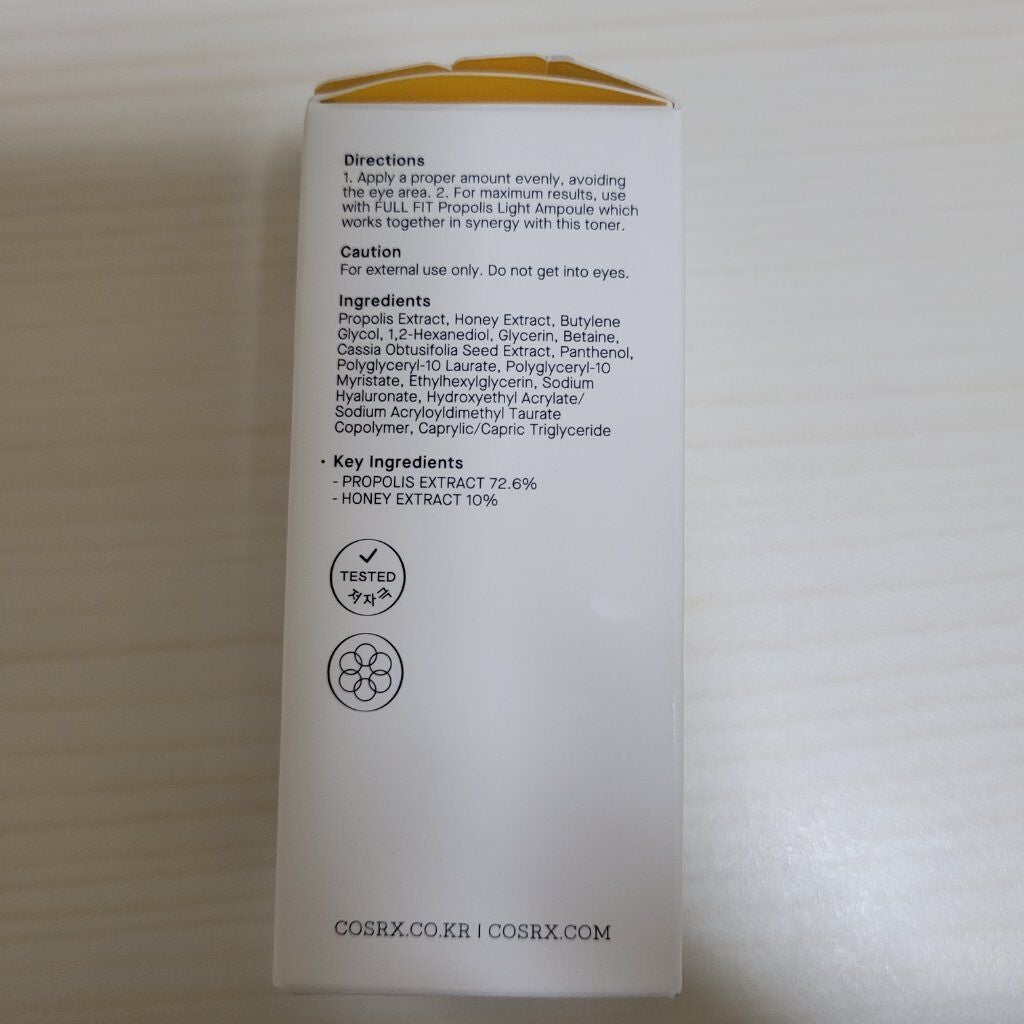 Directions
1. Apply a proper amount evenly, avoiding
the eye area. 2. For maximum results, use
with FULL FIT Propolis Light Ampoule which
works together in synergy with this toner.
Caution
For external use only. Do not get into eyes.
Ingredients
Propolis Extract, Honey Extract, Butylene
Glycol, 1,2-Hexanediol, Glycerin, Betaine,
Cassia Obtusifolia Seed Extract, Panthenol,
Polyglyceryl-10 Laurate, Polyglyceryl-10
Myristate, Ethylhexylglycerin, Sodium
Hyaluronate, Hydroxyethyl Acrylate/
Sodium Acryloyldimethyl Taurate
Copolymer, Caprylic/Capric Triglyceride
• Key Ingredients
- PROPOLIS EXTRACT 72.6%
- HONEY EXTRACT 10%
TESTED
저자극
COSRX.CO.KR | COSRX.COM